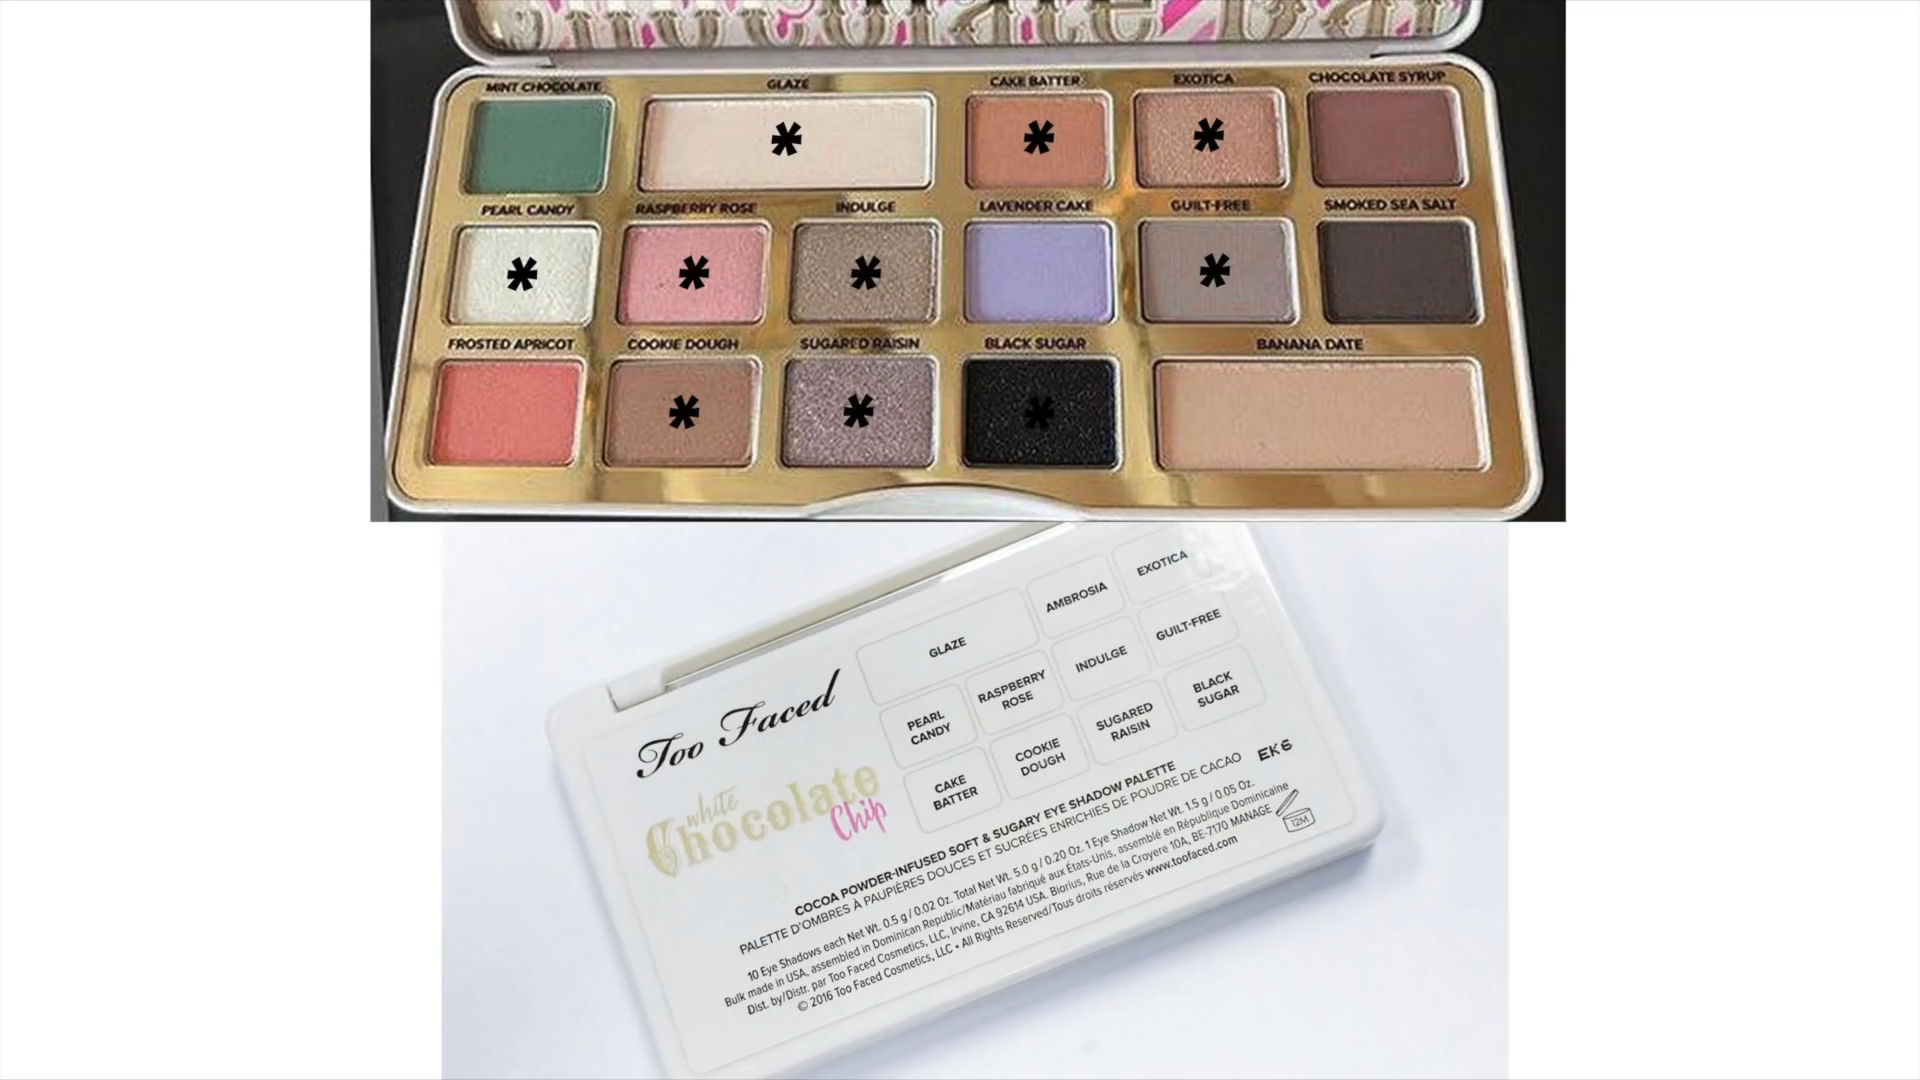 MINT CHOCOLATE GLAZE CAKE BATTER EXOTICA CHOCOLATE SYRUP
* * *
PEARL CANDY RASPBERRY ROSE INDULGE LAVENDER CAKE GUILT-FREE SMOKED SEA SALT
* * * *
FROSTED APRICOT COOKIE DOUGH SUGARED RAISIN BLACK SUGAR BANANA DATE
* * *
Too Faced
white
Chocolate
Chip
GLAZE
AMBROSIA
EXOTICA
PEARL
CANDY
RASPBERRY
ROSE
INDULGE
GUILT-FREE
CAKE
BATTER
COOKIE
DOUGH
SUGARED
RAISIN
BLACK
SUGAR
COCOA POWDER-INFUSED SOFT & SUGARY EYE SHADOW PALETTE
PALETTE D'OMBRES À PAUPIÈRES DOUCES ET SUCRÉES ENRICHIES DE POUDRE DE CACAO
EK6
10 Eye Shadows each Net Wt. 0.5 g / 0.02 Oz. Total Net Wt. 5.0 g / 0.20 Oz. 1 Eye Shadow Net Wt. 1.5 g / 0.05 Oz.
Bulk made in USA, assembled in Dominican Republic/Matériau fabriqué aux États-Unis, assemblé en République Dominicaine
Dist. by/Distr. par Too Faced Cosmetics, LLC, Irvine, CA 92614 USA. Biorius, Rue de la Croyere 10A, BE-7170 MANAGE
© 2016 Too Faced Cosmetics, LLC • All Rights Reserved/Tous droits réservés www.toofaced.com
12M